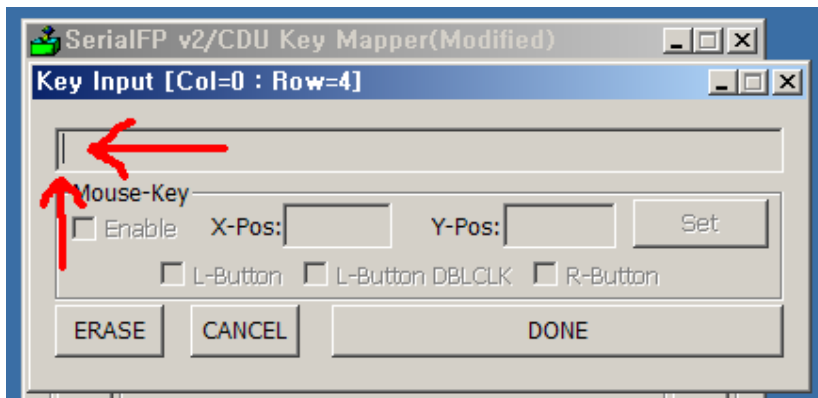 SerialFP v2/CDU Key Mapper(Modified)
Key Input [Col=0 : Row=4]
Mouse-Key
Enable X-Pos: Y-Pos: Set
L-Button L-Button DBLCLK R-Button
ERASE CANCEL DONE